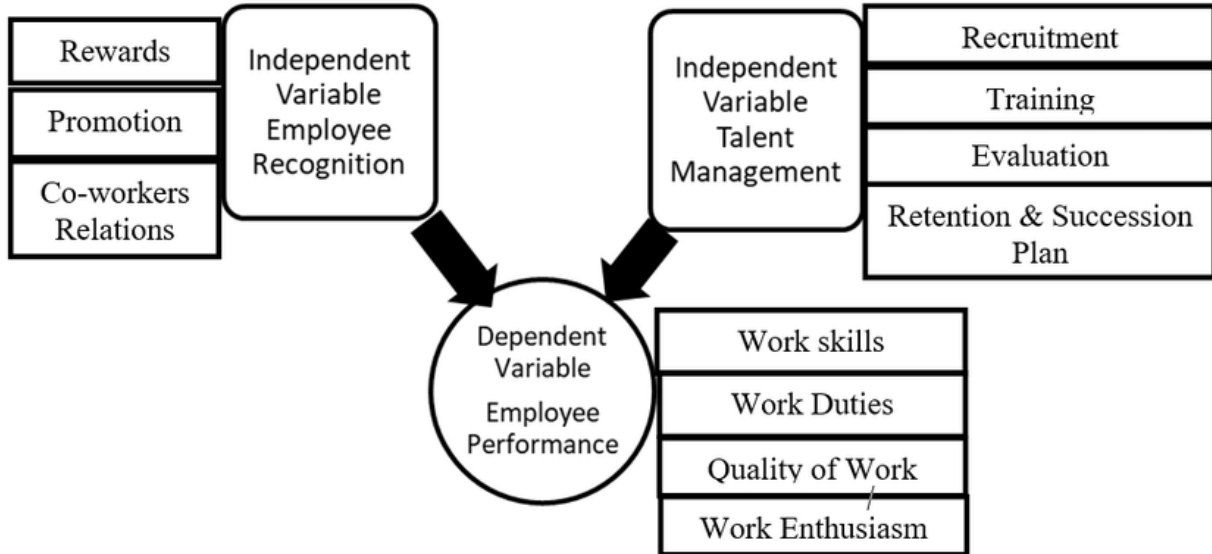 Rewards
Promotion
Co-workers
Relations
Independent
Variable
Employee
Recognition
Independent
Variable
Talent
Management
Recruitment
Training
Evaluation
Retention & Succession
Plan
Dependent
Variable
Employee
Performance
Work skills
Work Duties
Quality of Work
Work Enthusiasm